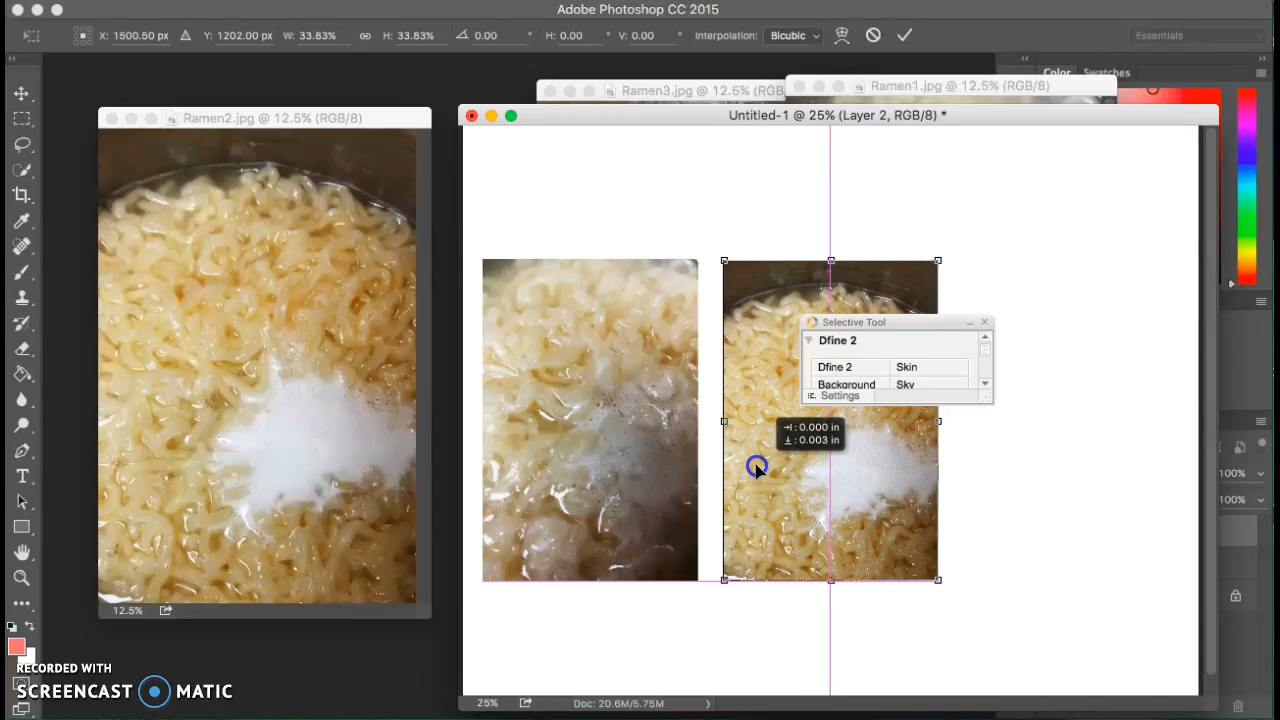 Adobe Photoshop CC 2015
X: 1500.50 px Y: 1202.00 px W: 33.83% H: 33.83% 0.00 ° H: 0.00 ° V: 0.00 ° Interpolation: Bicubic Essentials
Color Swatches
Ramen3.jpg @ 12.5% (RGB/8) Ramen1.jpg @ 12.5% (RGB/8)
Ramen2.jpg @ 12.5% (RGB/8) Untitled-1 @ 25% (Layer 2, RGB/8) *
Selective Tool
Dfine 2
Dfine 2 Skin
Background Sky
Settings
: 0.000 in
: 0.003 in
100%
100%
12.5%
25% Doc: 20.6M/5.75M
RECORDED WITH
SCREENCAST MATIC